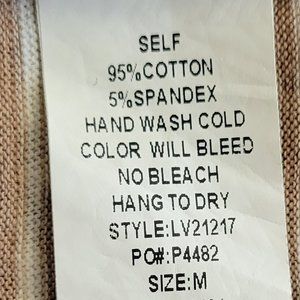 SELF
95%COTTON
5%SPANDEX
HAND WASH COLD
COLOR WILL BLEED
NO BLEACH
HANG TO DRY
STYLE:LV21217
PO#:P4482
SIZE:M